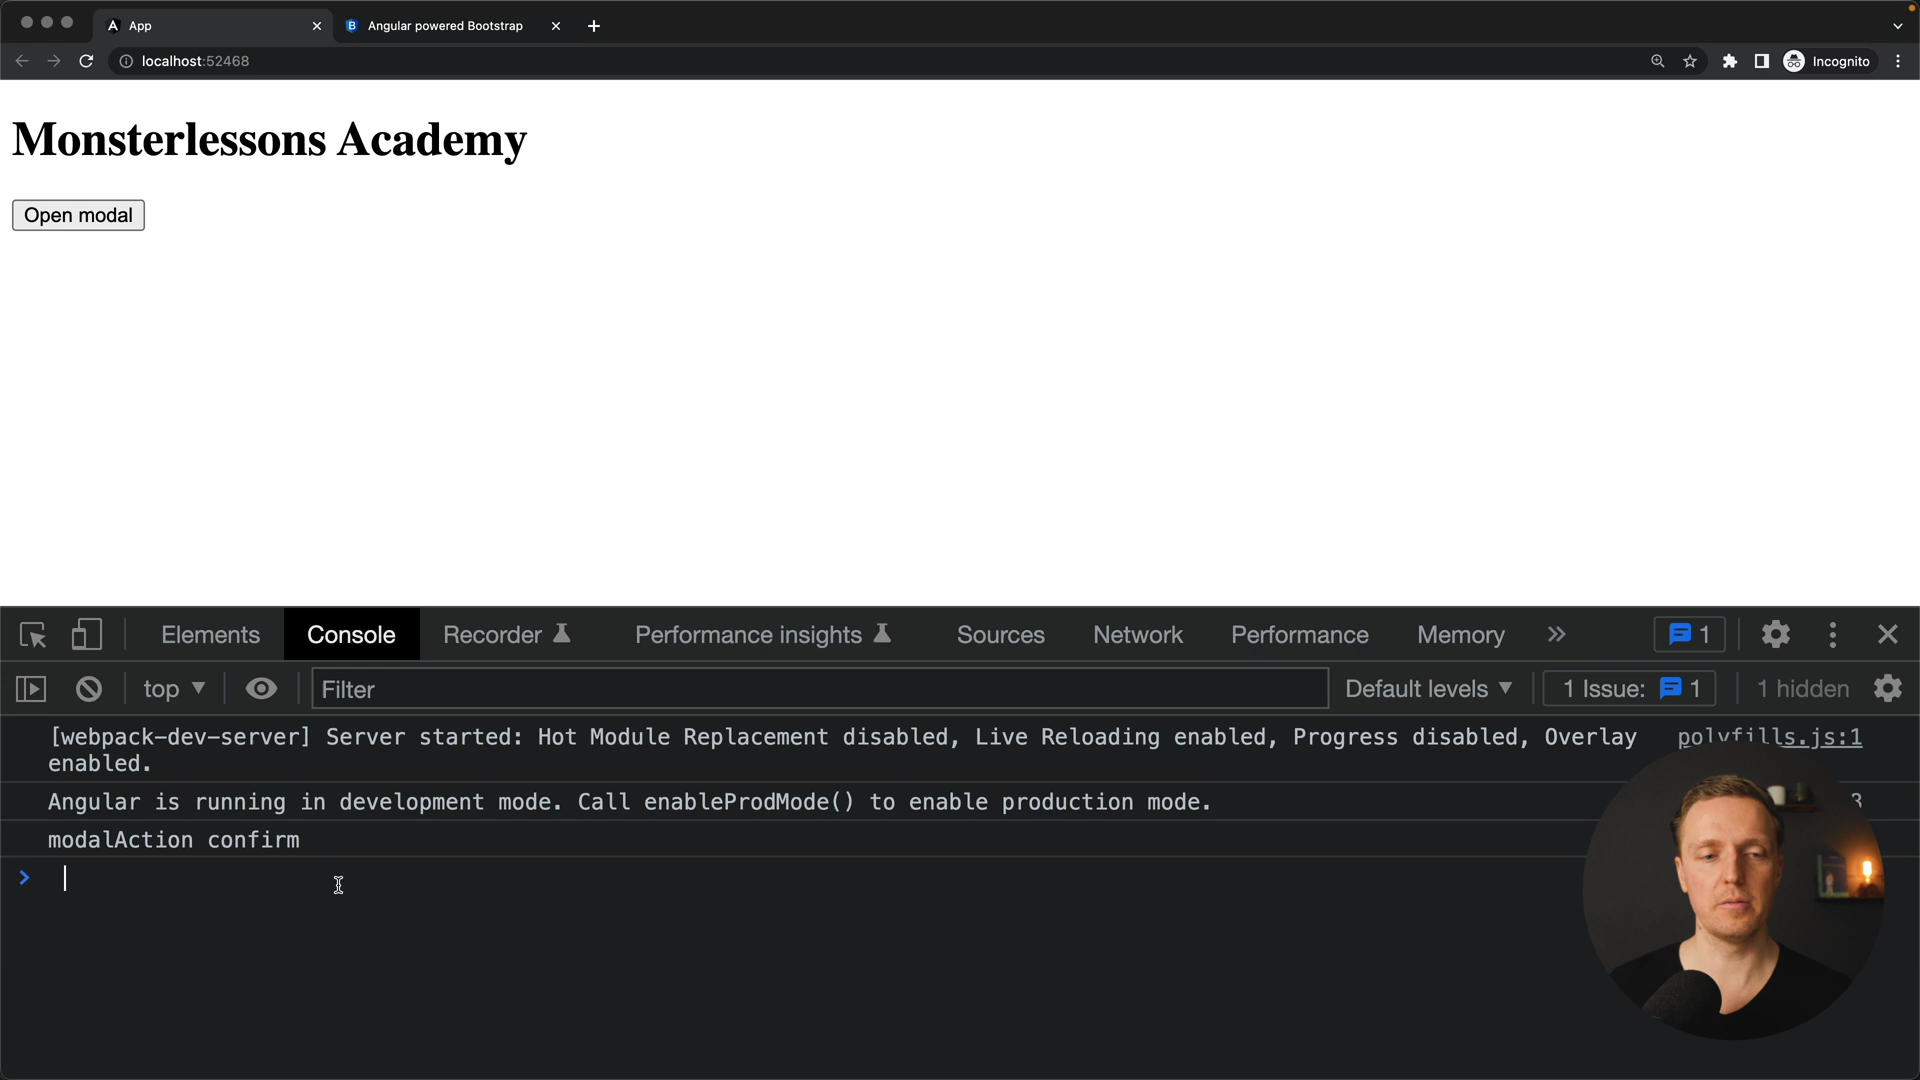 App
Angular powered Bootstrap
localhost:52468
Incognito
Monsterlessons Academy
Open modal
Elements
Console
Recorder
Performance insights
Sources
Network
Performance
Memory
1
top
Filter
Default levels
1 Issue: 1
1 hidden
[webpack-dev-server] Server started: Hot Module Replacement disabled, Live Reloading enabled, Progress disabled, Overlay polyfills.js:1
enabled.
Angular is running in development mode. Call enableProdMode() to enable production mode.
modalAction confirm
>